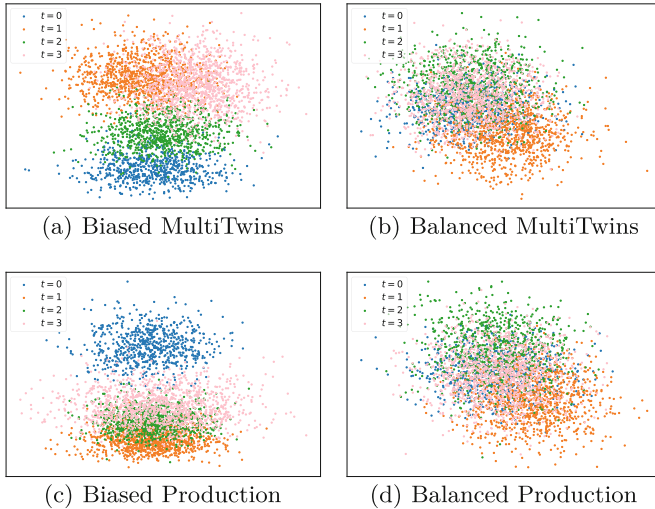 t = 0
t = 1
t = 2
t = 3
t = 0
t = 1
t = 2
t = 3
(a) Biased MultiTwins
(b) Balanced MultiTwins
t = 0
t = 1
t = 2
t = 3
t = 0
t = 1
t = 2
t = 3
(c) Biased Production
(d) Balanced Production